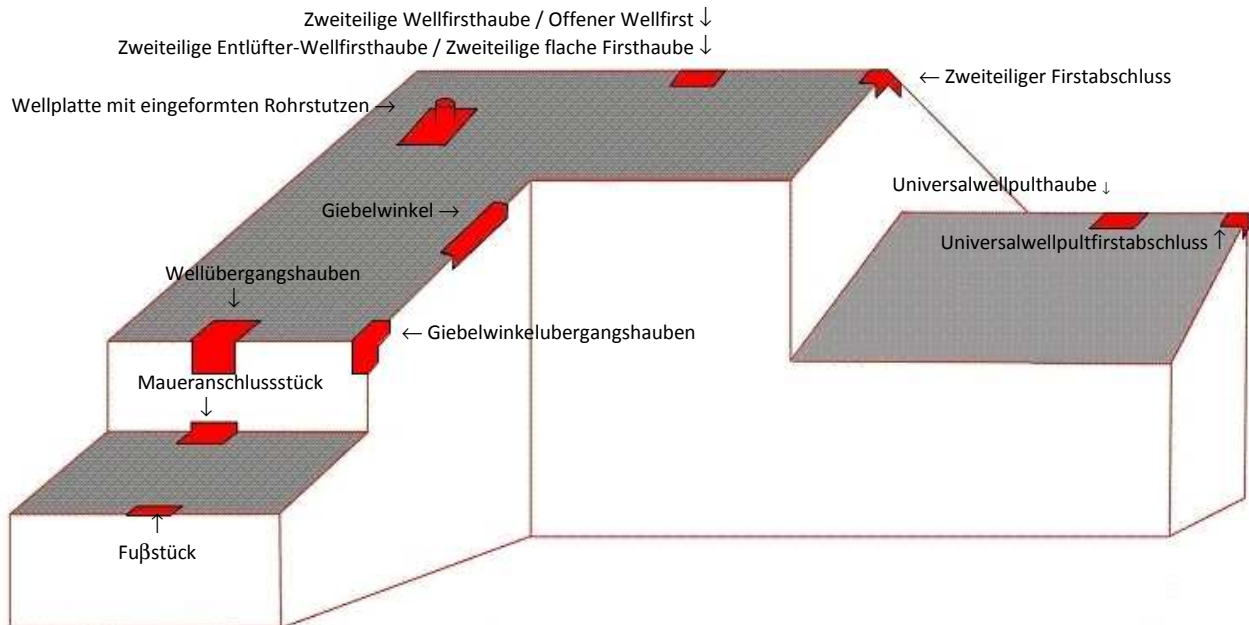 Zweiteilige Wellfirsthaube / Offener Wellfirst ↓
Zweiteilige Entlüfter-Wellfirsthaube / Zweiteilige flache Firsthaube ↓
← Zweiteiliger Firstabschluss
Wellplatte mit eingeformten Rohrstutzen →
Universalwellpulthaube ↓
Giebelwinkel →
Universalwellpultfirstabschluss ↑
Wellübergangshauben
↓
← Giebelwinkelubergangshauben
Maueranschlussstück
↓
↑
Fuβstück